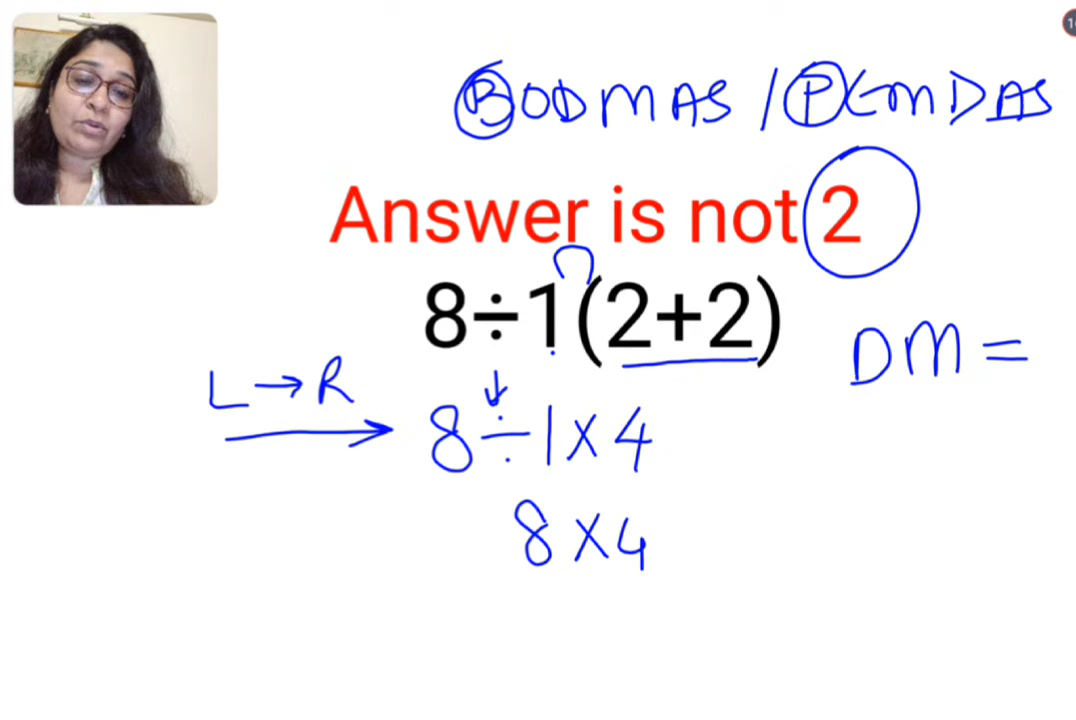 BODMAS / PEMDAS
Answer is not 2
8÷1(2+2)
DM =
L → R
8 ÷ 1 × 4
8 × 4